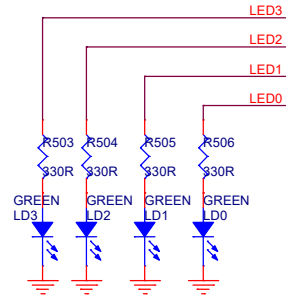 LED3
LED2
LED1
LED0
R503 R504 R505 R506
330R 330R 330R 330R
GREEN GREEN GREEN GREEN
LD3 LD2 LD1 LD0